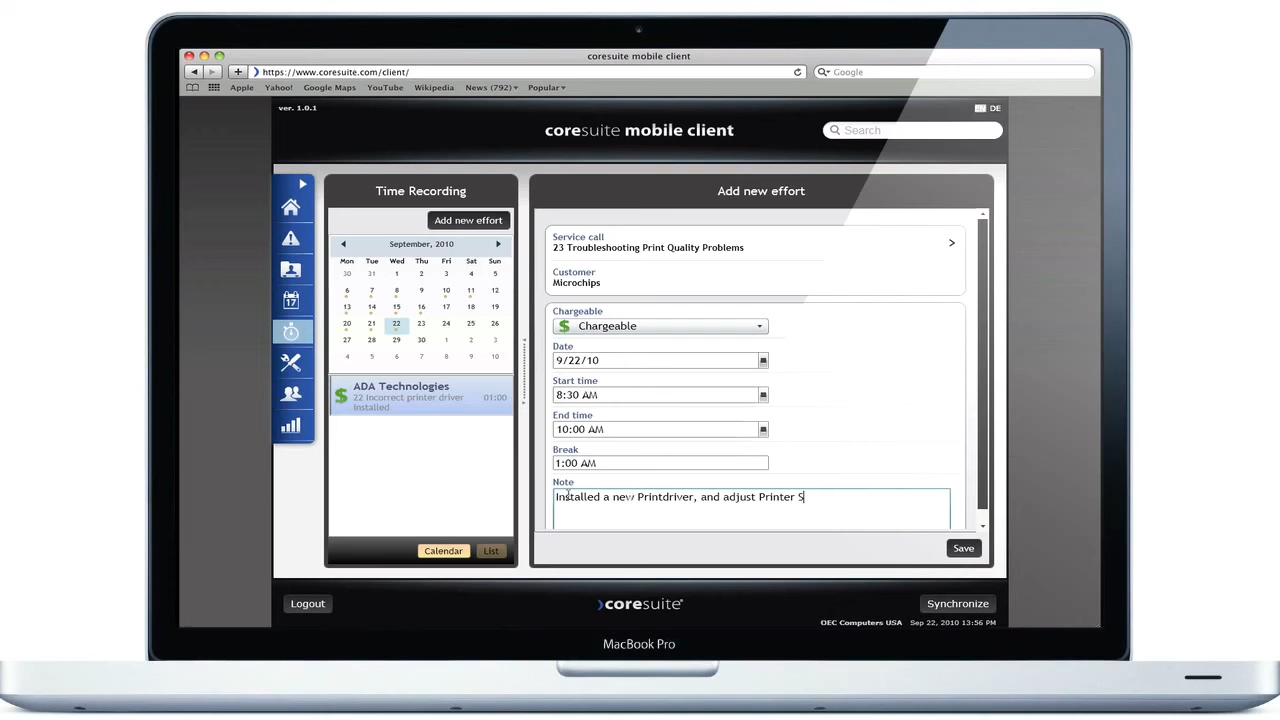 coresuite mobile client
https://www.coresuite.com/client/
Google
Apple Yahoo! Google Maps YouTube Wikipedia News (792) Popular
ver. 1.0.1
DE
coresuite mobile client
Search
Time Recording
Add new effort
September, 2010
Mon Tue Wed Thu Fri Sat Sun
30 31 1 2 3 4 5
6 7 8 9 10 11 12
13 14 15 16 17 18 19
20 21 22 23 24 25 26
27 28 29 30 1 2 3
4 5 6 7 8 9 10
ADA Technologies
22 Incorrect printer driver 01:00
Installed
Calendar List
Add new effort
Service call
23 Troubleshooting Print Quality Problems
Customer
Microchips
Chargeable
$ Chargeable
Date
9/22/10
Start time
8:30 AM
End time
10:00 AM
Break
1:00 AM
Note
Installed a new Printdriver, and adjust Printer S
Save
Logout
coresuite
Synchronize
OEC Computers USA Sep 22, 2010 13:56 PM
MacBook Pro